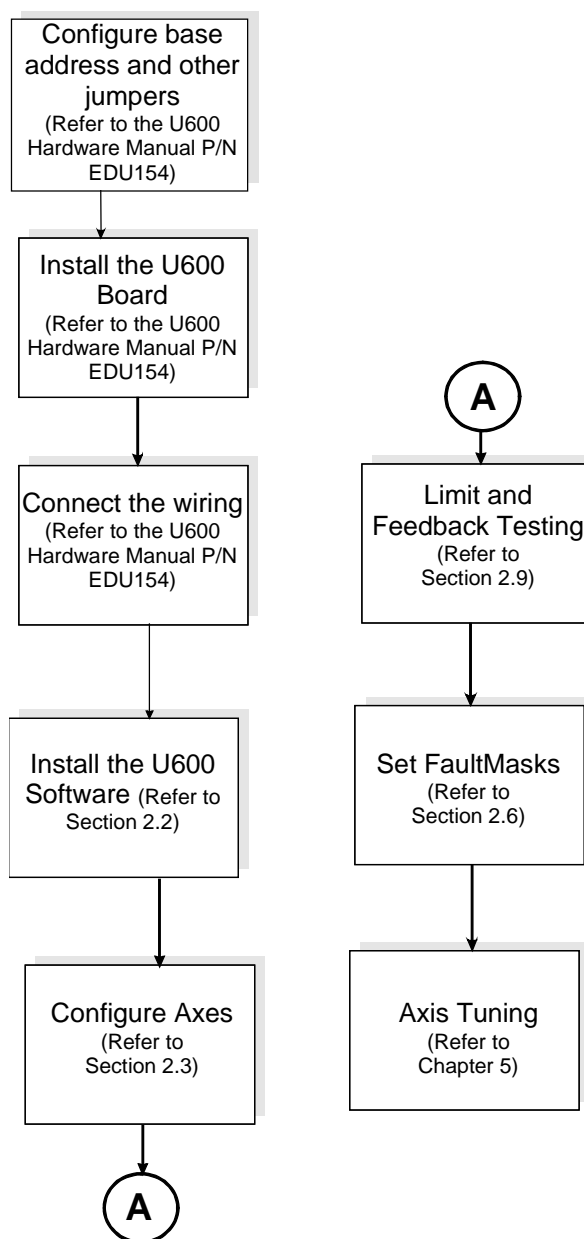 Configure base
address and other
jumpers
(Refer to the U600
Hardware Manual P/N
EDU154)
Install the U600
Board
(Refer to the U600
Hardware Manual P/N
EDU154)
Connect the wiring
(Refer to the U600
Hardware Manual P/N
EDU154)
Install the U600
Software (Refer to
Section 2.2)
Configure Axes
(Refer to
Section 2.3)
A
A
Limit and
Feedback Testing
(Refer to
Section 2.9)
Set FaultMasks
(Refer to
Section 2.6)
Axis Tuning
(Refer to
Chapter 5)